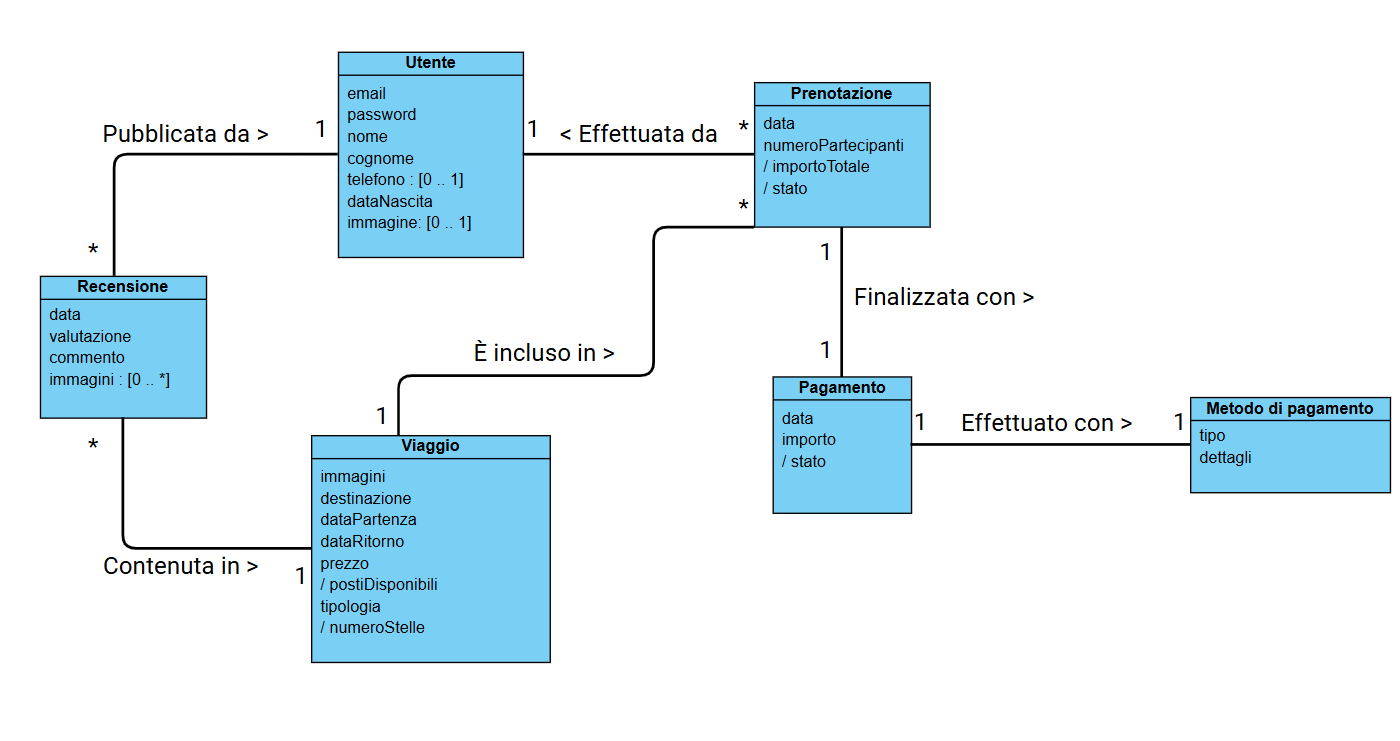 Utente
email
password
nome
cognome
telefono : [0 .. 1]
dataNascita
immagine: [0 .. 1]
Pubblicata da >
1
*
1
< Effettuata da
*
Prenotazione
data
numeroPartecipanti
/ importoTotale
/ stato
*
1
Finalizzata con >
1
Recensione
data
valutazione
commento
immagini : [0 .. *]
È incluso in >
1
*
Contenuta in >
1
Viaggio
immagini
destinazione
dataPartenza
dataRitorno
prezzo
/ postiDisponibili
tipologia
/ numeroStelle
Pagamento
data
importo
/ stato
1
Effettuato con >
1
Metodo di pagamento
tipo
dettagli